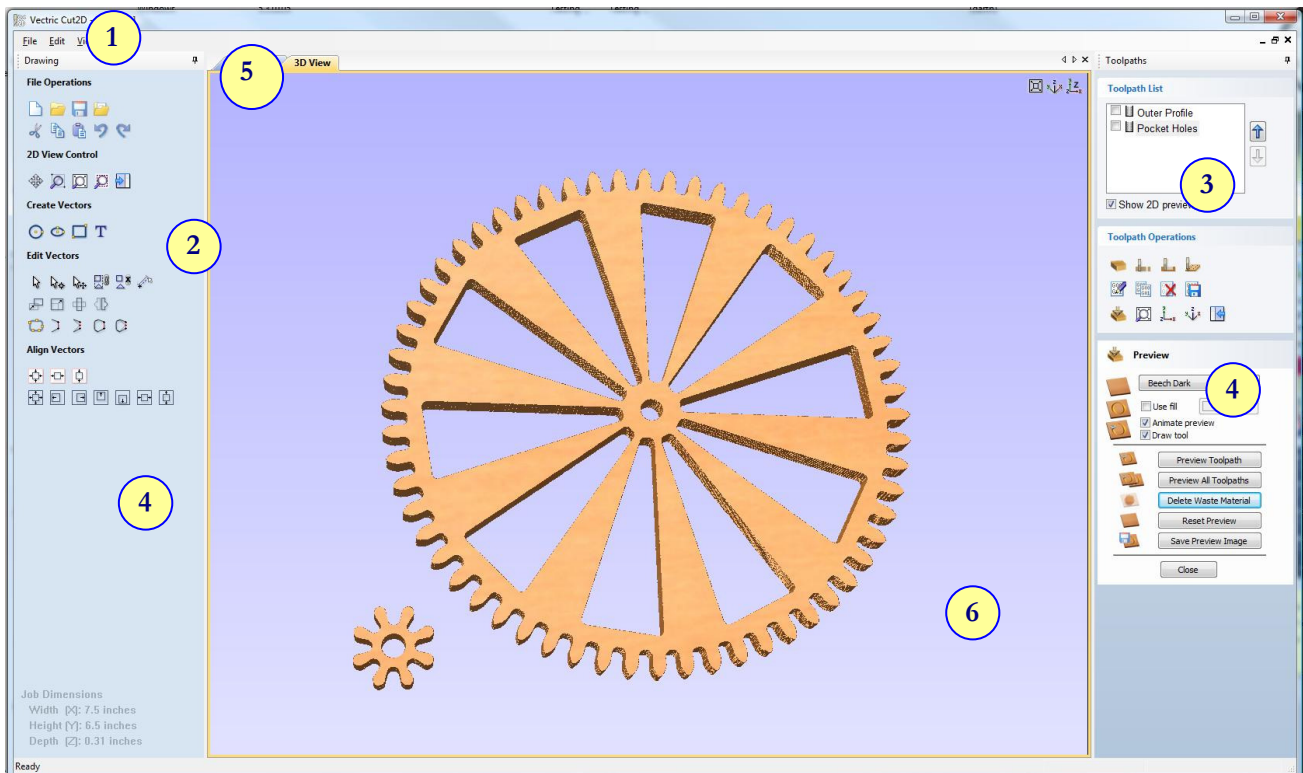 Vectric Cut2D
1
File Edit
Drawing
File Operations
2D View Control
Create Vectors
T
2
Edit Vectors
Align Vectors
4
Job Dimensions
Width (X): 7.5 inches
Height (Y): 6.5 inches
Depth (Z): 0.31 inches
Ready
5
3D View
6
Toolpaths
Toolpath List
Outer Profile
Pocket Holes
3
Show 2D
Toolpath Operations
Preview
Beech Dark
4
Use fill
Animate preview
Draw tool
Preview Toolpath
Preview All Toolpaths
Delete Waste Material
Reset Preview
Save Preview Image
Close